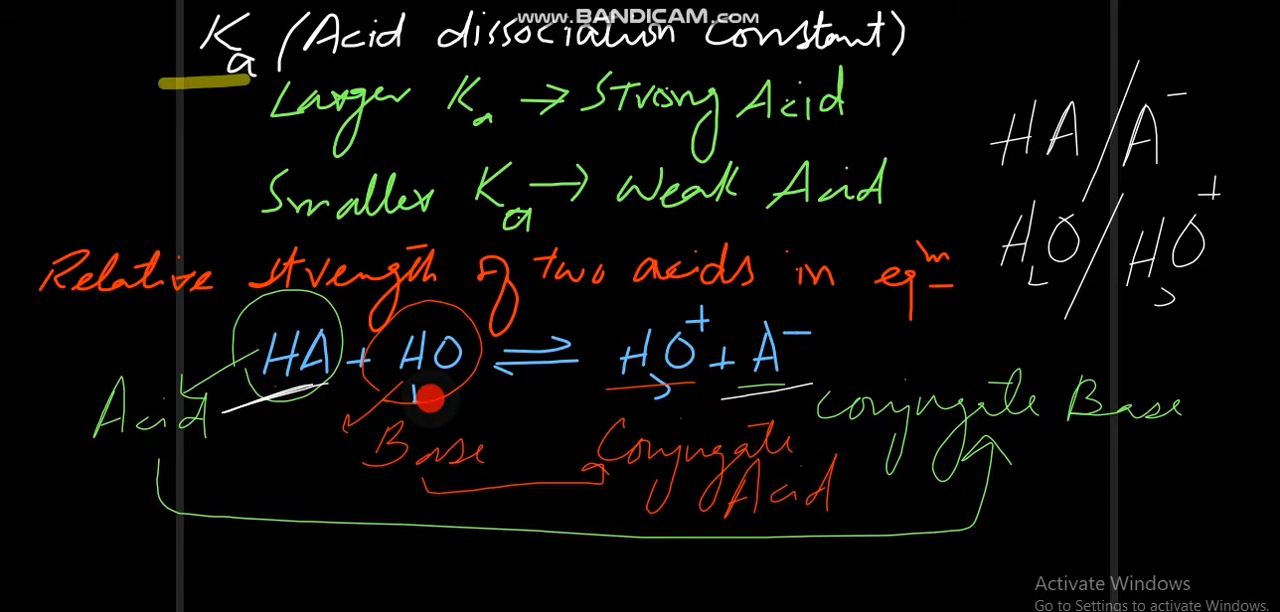 www.BANDICAM.com
Ka (Acid dissociation constant)
Larger Ka → Strong Acid
Smaller Ka → Weak Acid
HA/A⁻
H₂O/H₃O⁺
Relative strength of two acids in eqᵐ
HA + H₂O ⇌ H₃O⁺ + A⁻
Acid
Base
Conjugate Acid
Conjugate Base
Activate Windows
Go to Settings to activate Windows.